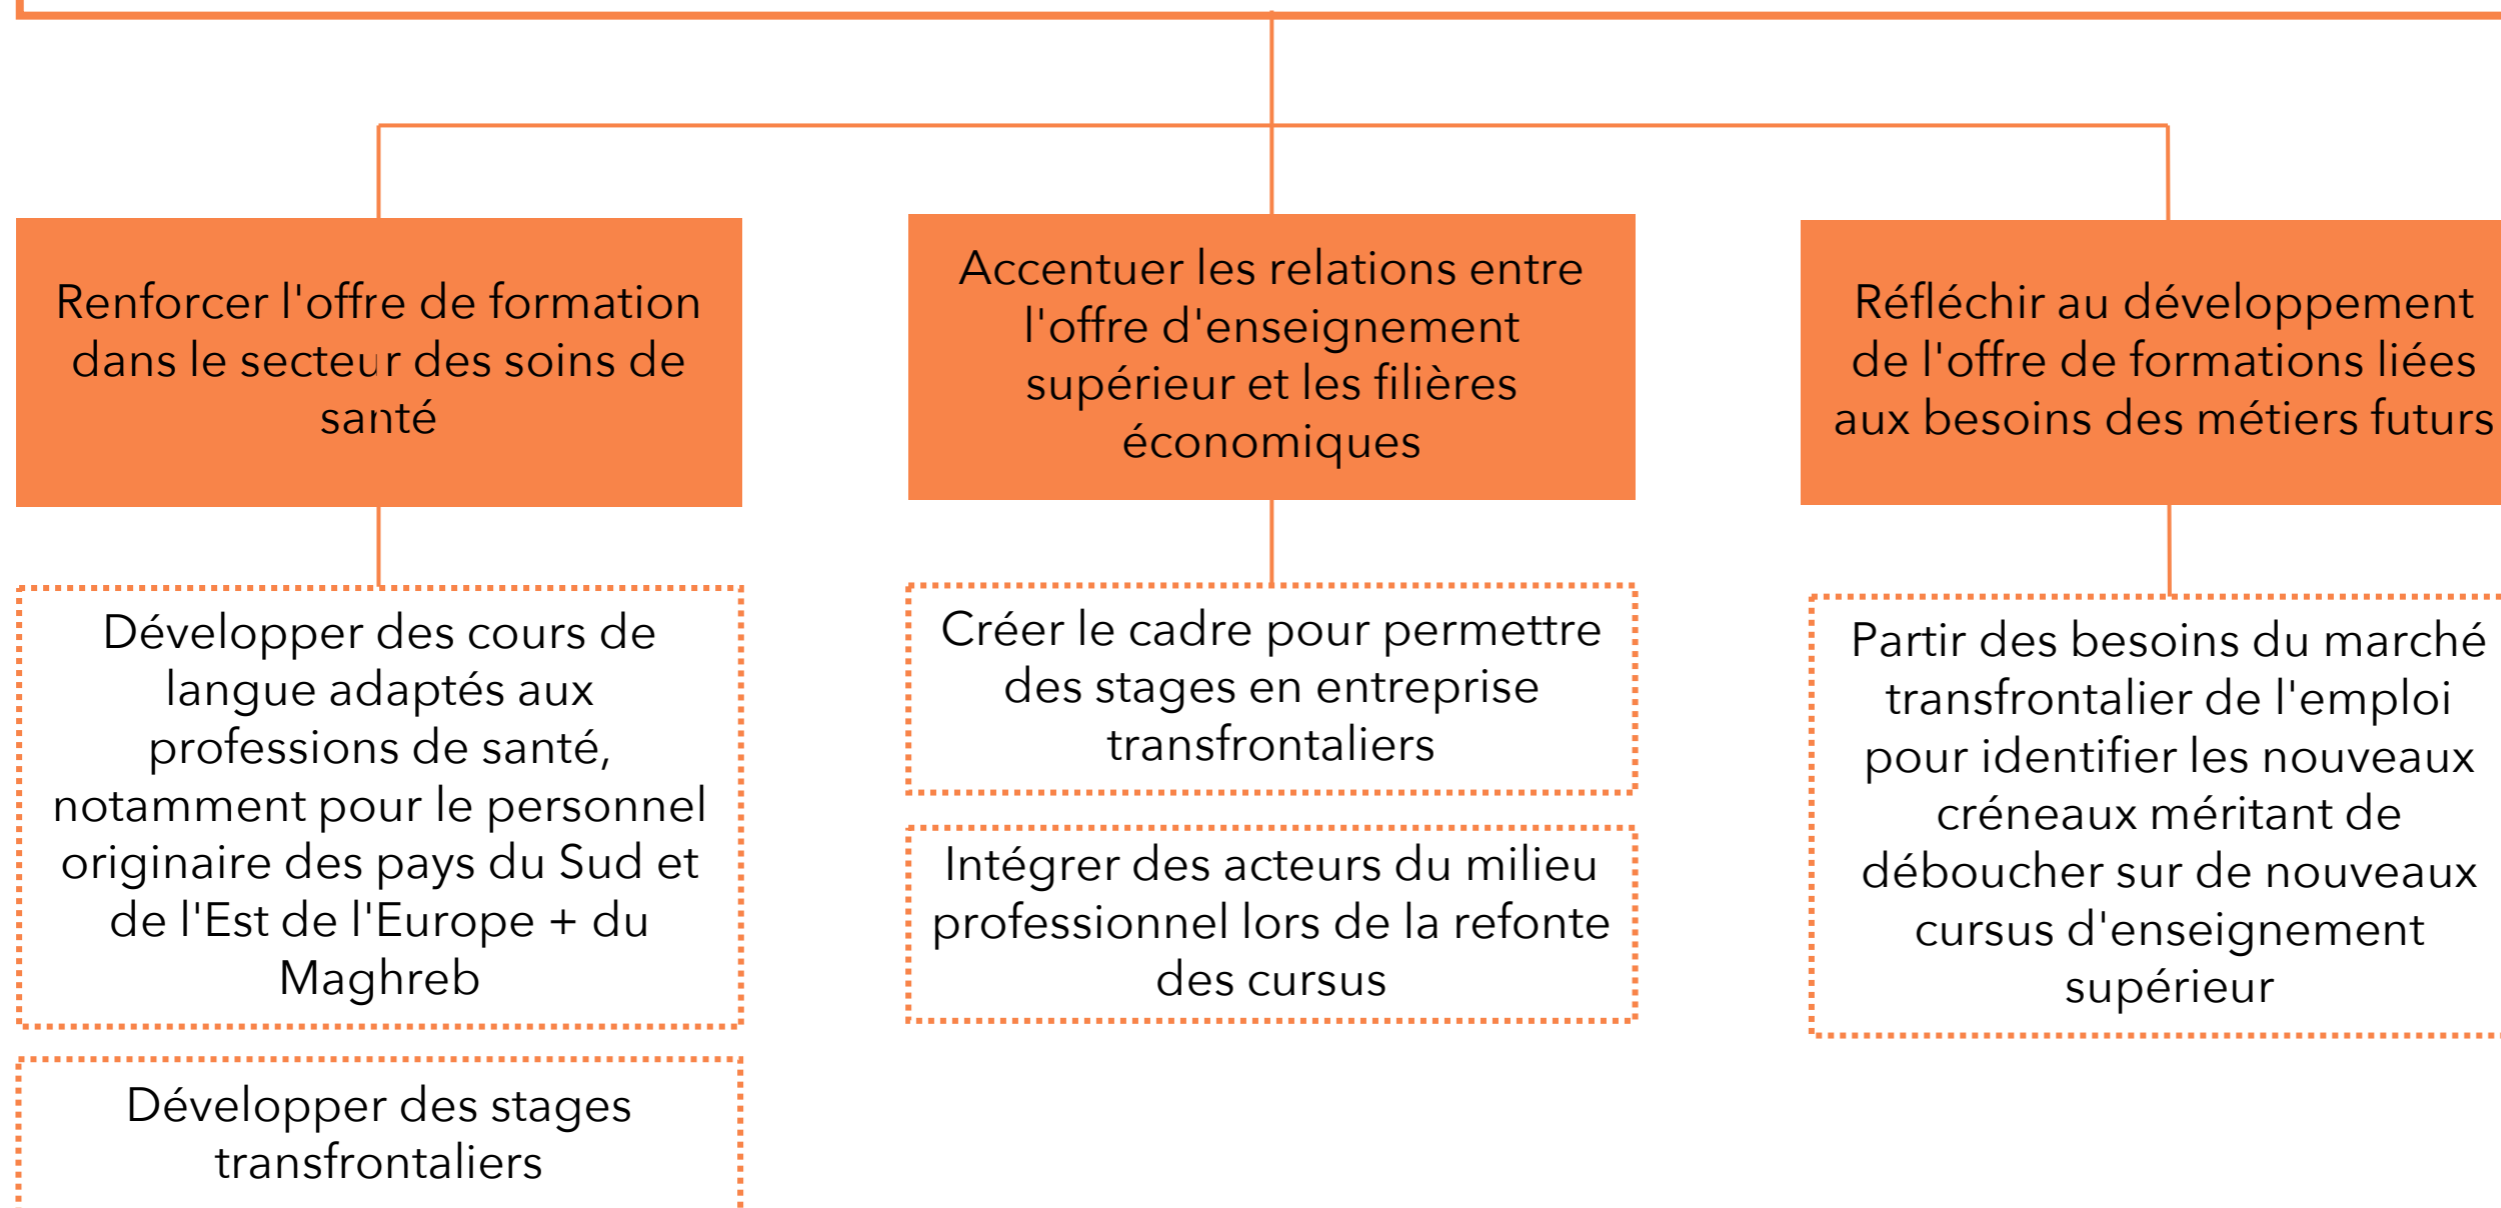 Renforcer l'offre de formation
dans le secteur des soins de
santé
Développer des cours de
langue adaptés aux
professions de santé,
notamment pour le personnel
originaire des pays du Sud et
de l'Est de l'Europe + du
Maghreb
Développer des stages
transfrontaliers
Accentuer les relations entre
l'offre d'enseignement
supérieur et les filières
économiques
Créer le cadre pour permettre
des stages en entreprise
transfrontaliers
Intégrer des acteurs du milieu
professionnel lors de la refonte
des cursus
Réfléchir au développement
de l'offre de formations liées
aux besoins des métiers futurs
Partir des besoins du marché
transfrontalier de l'emploi
pour identifier les nouveaux
créneaux méritant de
déboucher sur de nouveaux
cursus d'enseignement
supérieur